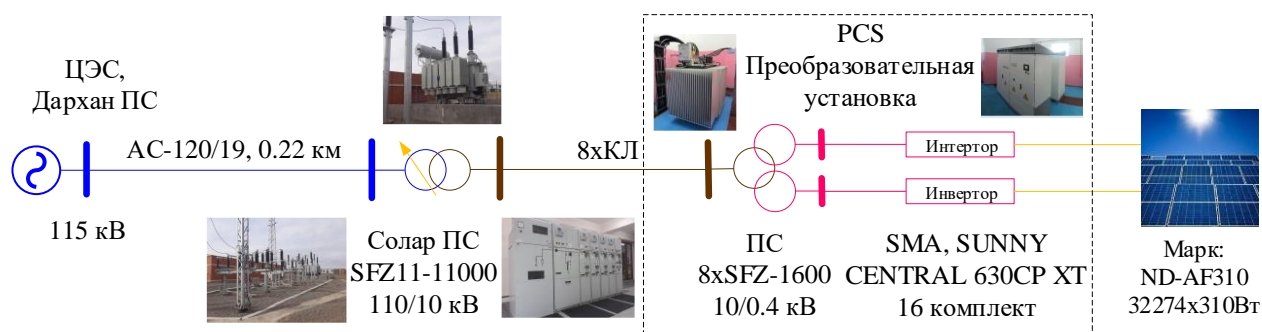 ЦЭС,
Дархан ПС
115 кВ
АС-120/19, 0.22 км
Солар ПС
SFZ11-11000
110/10 кВ
8хКЛ
PCS
Преобразовательная
установка
ПС
8xSFZ-1600
10/0.4 кВ
Интертор
Инвертор
SMA, SUNNY
CENTRAL 630CP XT
16 комплект
Марк:
ND-AF310
32274x310Вт